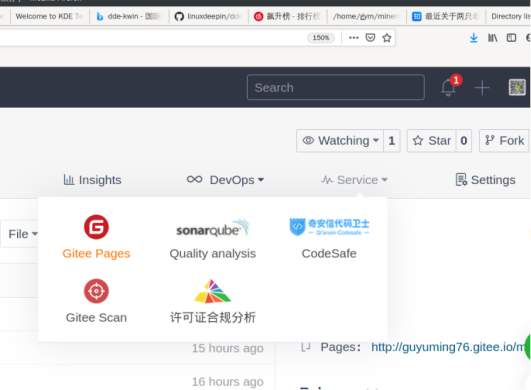 Welcome to KDE Te
dde-kwin - 国际
linuxdeepin/dde
飙升榜 - 排行榜
/home/gym/minem
知 最近关于两只老
Directory lis
150%
Search
1
Watching 1
Star 0
Fork
Insights
DevOps
Service
Settings
File
Gitee Pages
sonarqube
Quality analysis
奇安信代码卫士
Qi'anxin Codesafe
CodeSafe
Gitee Scan
许可证合规分析
Pages: http://guyuming76.gitee.io/m
15 hours ago
16 hours ago